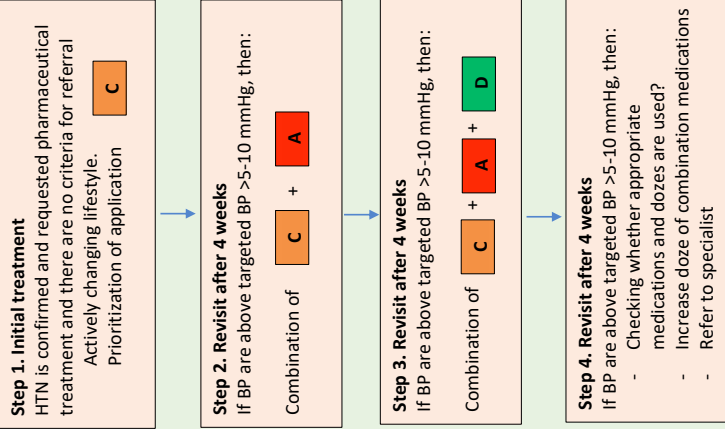 Step 1. Initial treatment
HTN is confirmed and requested pharmaceutical
treatment and there are no criteria for referral
Actively changing lifestyle.
Prioritization of application C
Step 2. Revisit after 4 weeks
If BP are above targeted BP >5-10 mmHg, then:
Combination of C + A
Step 3. Revisit after 4 weeks
If BP are above targeted BP >5-10 mmHg, then:
Combination of C + A + D
Step 4. Revisit after 4 weeks
If BP are above targeted BP >5-10 mmHg, then:
- Checking whether appropriate
medications and dozes are used?
- Increase doze of combination medications
- Refer to specialist